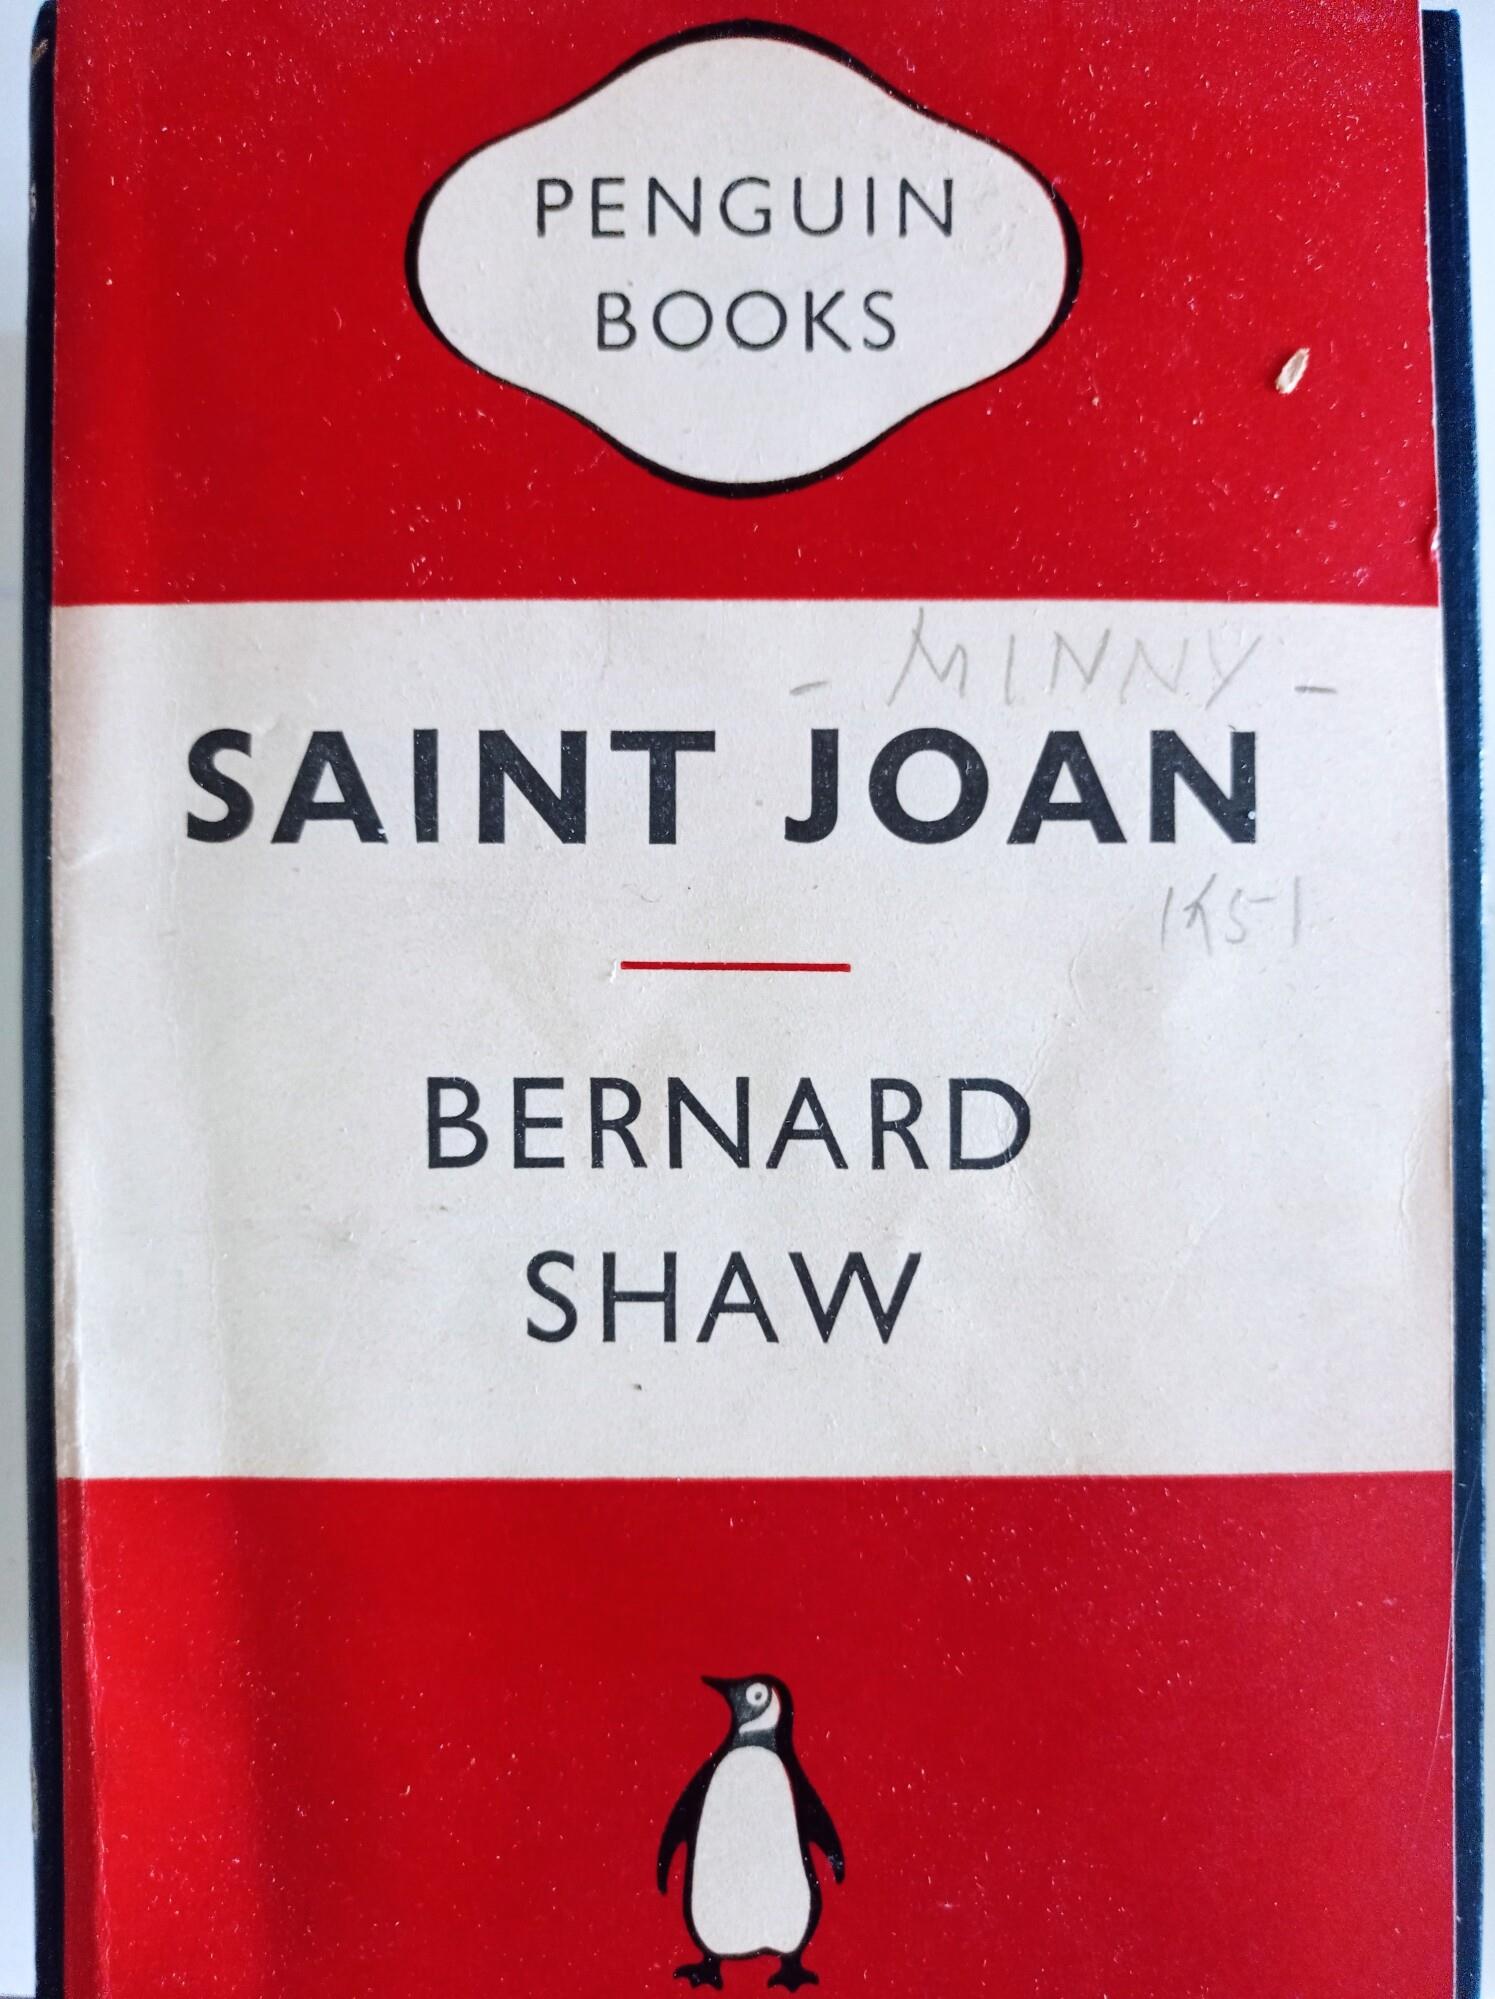 PENGUIN
BOOKS
- MINNY -
SAINT JOAN
BERNARD
SHAW